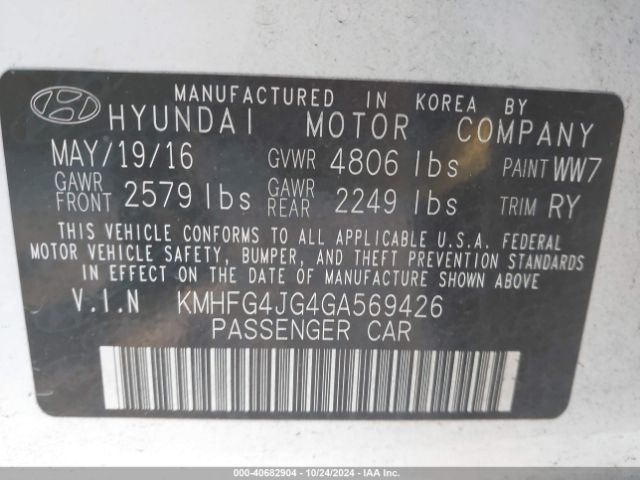 MANUFACTURED IN KOREA BY
HYUNDAI MOTOR COMPANY
MAY/19/16 GVWR 4806 lbs PAINT WW7
GAWR FRONT 2579 lbs GAWR REAR 2249 lbs TRIM RY
THIS VEHICLE CONFORMS TO ALL APPLICABLE U.S.A. FEDERAL
MOTOR VEHICLE SAFETY, BUMPER, AND THEFT PREVENTION STANDARDS
IN EFFECT ON THE DATE OF MANUFACTURE SHOWN ABOVE
V.I.N KMHFG4JG4GA569426
PASSENGER CAR
000-40682904 - 10/24/2024 - IAAI.COM